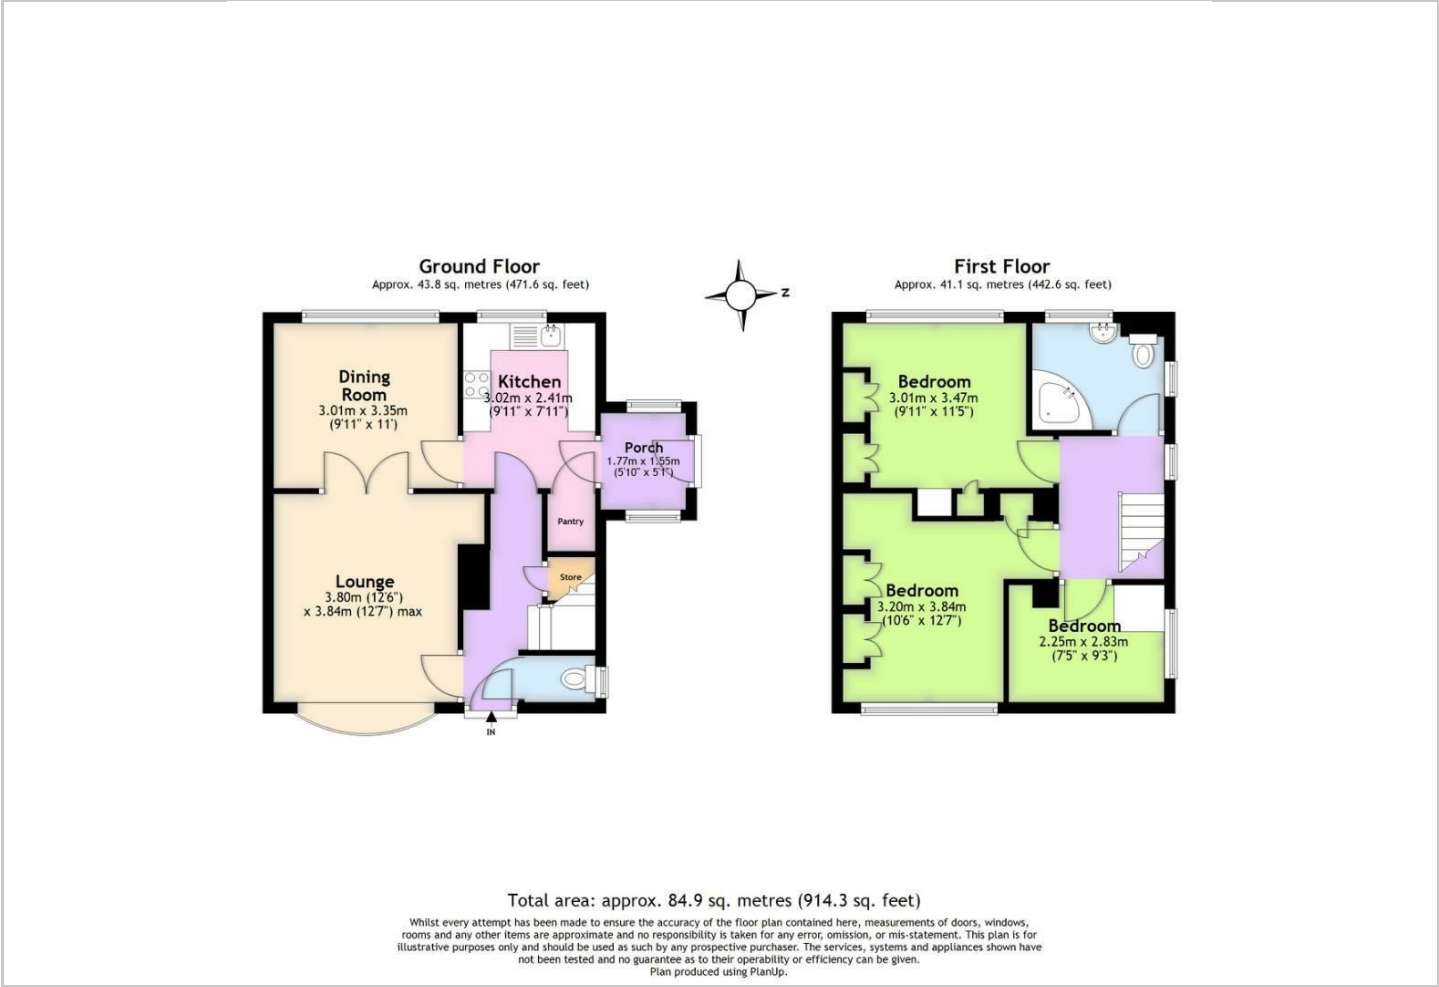 Ground Floor
Approx. 43.8 sq. metres (471.6 sq. feet)
Dining
Room
3.01m x 3.35m
(9'11" x 11')
Kitchen
3.02m x 2.41m
(9'11" x 7'11")
Porch
1.77m x 1.55m
(5'10" x 5'1")
Pantry
Store
Lounge
3.80m (12'6")
x 3.84m (12'7") max
IN
N
First Floor
Approx. 41.1 sq. metres (442.6 sq. feet)
Bedroom
3.01m x 3.47m
(9'11" x 11'5")
Bedroom
3.20m x 3.84m
(10'6" x 12'7")
Bedroom
2.25m x 2.83m
(7'5" x 9'3")
Total area: approx. 84.9 sq. metres (914.3 sq. feet)
Whilst every attempt has been made to ensure the accuracy of the floor plan contained here, measurements of doors, windows,
rooms and any other items are approximate and no responsibility is taken for any error, omission, or mis-statement. This plan is for
illustrative purposes only and should be used as such by any prospective purchaser. The services, systems and appliances shown have
not been tested and no guarantee as to their operability or efficiency can be given.
Plan produced using PlanUp.